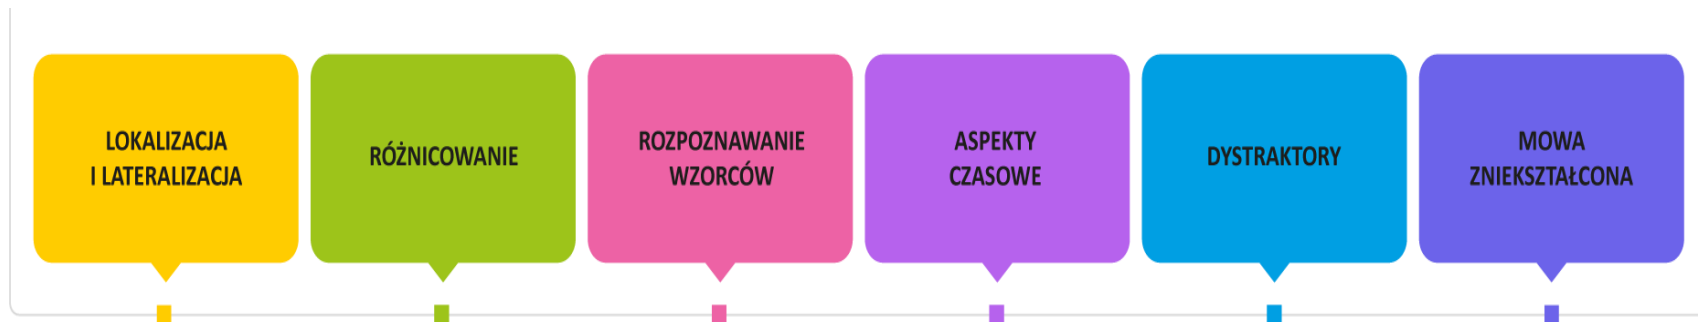 LOKALIZACJA
I LATERALIZACJA
RÓŻNICOWANIE
ROZPOZNAWANIE
WZORCÓW
ASPEKTY
CZASOWE
DYSTRAKTORY
MOWA
ZNIEKSZTAŁCONA